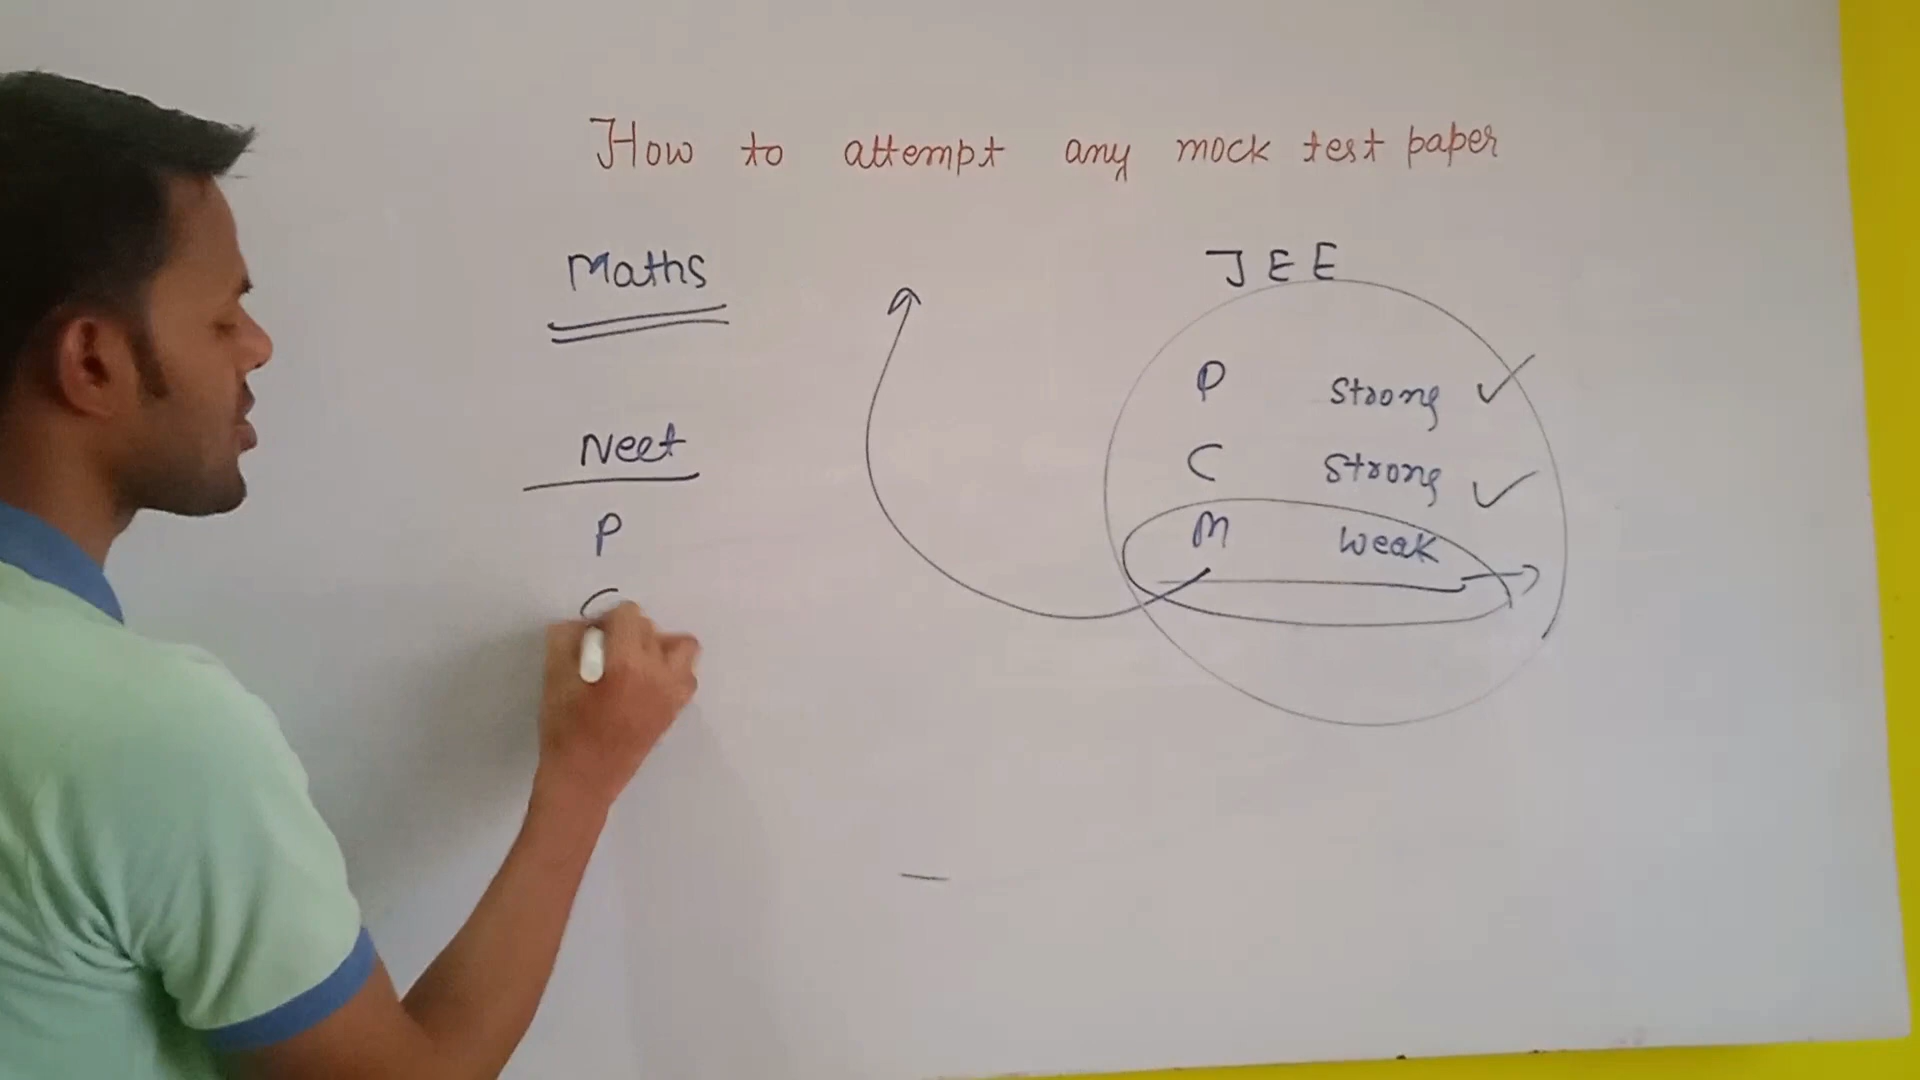 How to attempt any mock test paper
Maths
Neet
P
C
JEE
P Strong
C Strong
M Weak